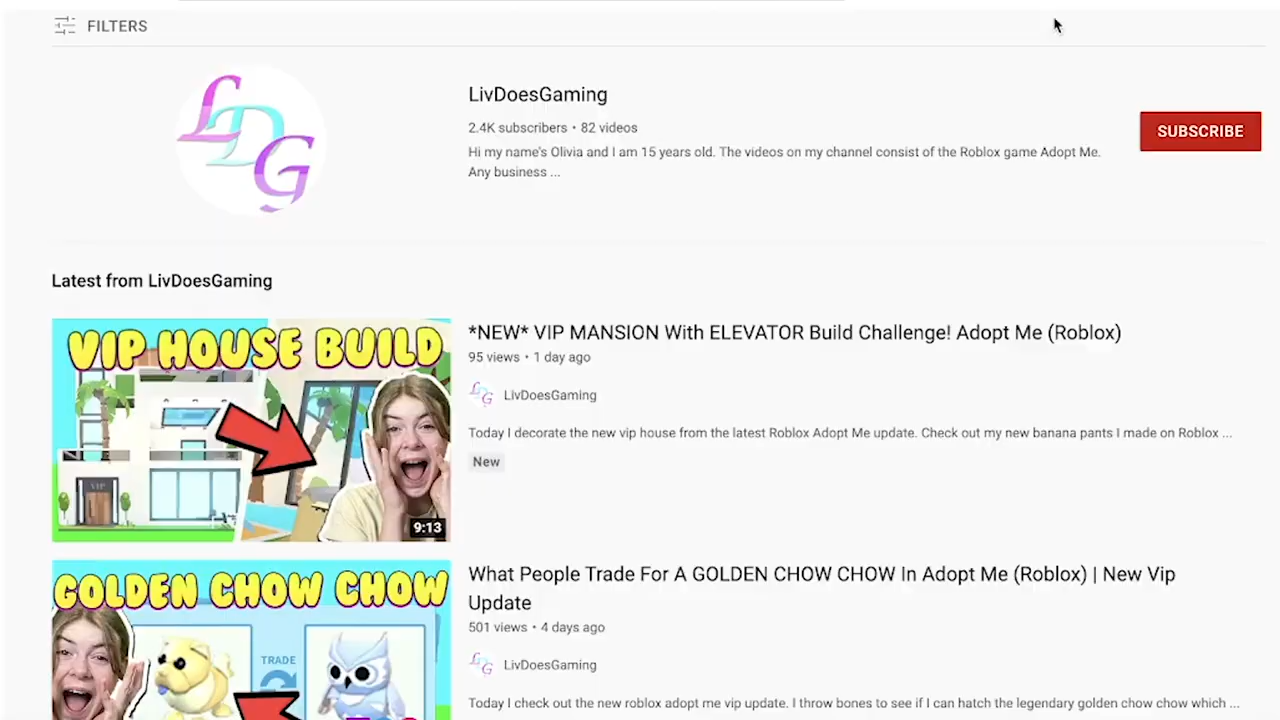 FILTERS
LDG
LivDoesGaming
2.4K subscribers • 82 videos
Hi my name's Olivia and I am 15 years old. The videos on my channel consist of the Roblox game Adopt Me.
Any business ...
SUBSCRIBE
Latest from LivDoesGaming
VIP HOUSE BUILD
VIP
9:13
*NEW* VIP MANSION With ELEVATOR Build Challenge! Adopt Me (Roblox)
95 views • 1 day ago
LDG
LivDoesGaming
Today I decorate the new vip house from the latest Roblox Adopt Me update. Check out my new banana pants I made on Roblox ...
New
GOLDEN CHOW CHOW
TRADE
What People Trade For A GOLDEN CHOW CHOW In Adopt Me (Roblox) | New Vip
Update
501 views • 4 days ago
LDG
LivDoesGaming
Today I check out the new roblox adopt me vip update. I throw bones to see if I can hatch the legendary golden chow chow which ...